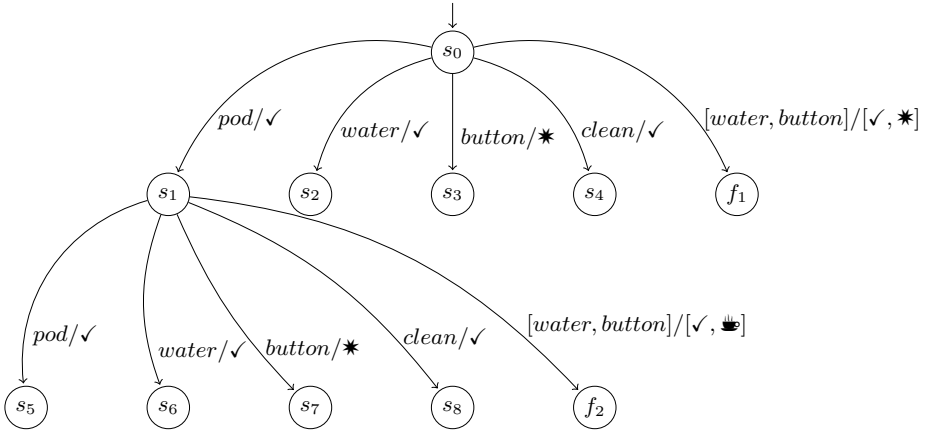 s₀
pod/✓
water/✓
button/✷
clean/✓
[water, button]/[✓, ✷]
s₁
s₂
s₃
s₄
f₁
pod/✓
water/✓
button/✷
clean/✓
[water, button]/[✓, ☕]
s₅
s₆
s₇
s₈
f₂